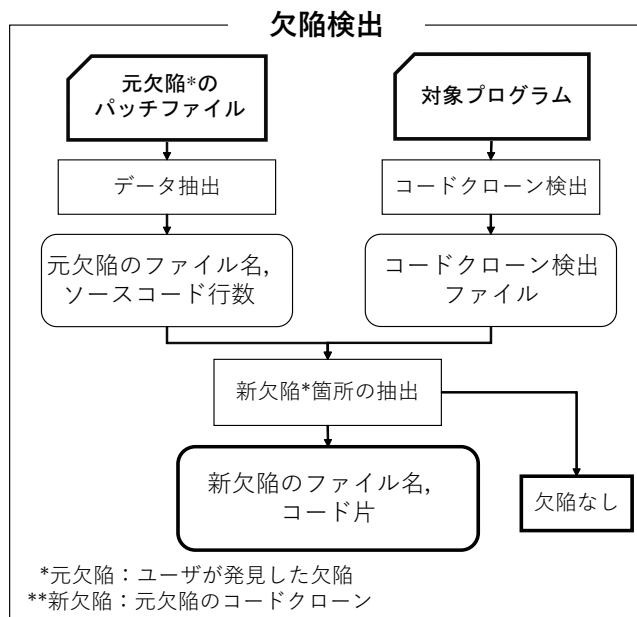 欠陥検出
元欠陥*の
パッチファイル
対象プログラム
データ抽出
コードクローン検出
元欠陥のファイル名,
ソースコード行数
コードクローン検出
ファイル
新欠陥*箇所の抽出
新欠陥のファイル名,
コード片
欠陥なし
*元欠陥：ユーザが発見した欠陥
**新欠陥：元欠陥のコードクローン